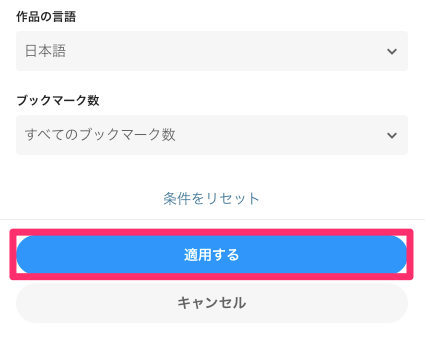 作品の言語
日本語
ブックマーク数
すべてのブックマーク数
条件をリセット
適用する
キャンセル